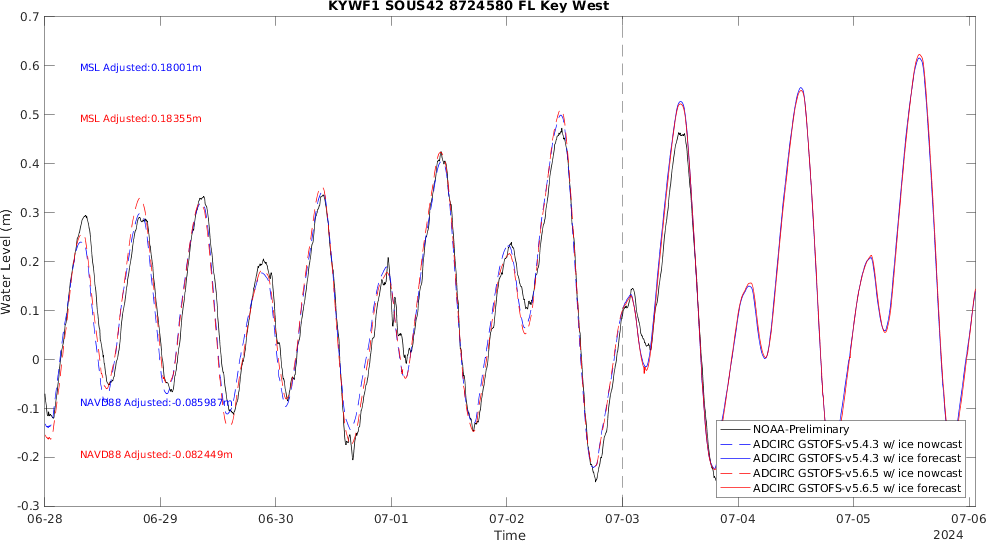 KYWF1 SOUS42 8724580 FL Key West
Water Level (m)
0.7
0.6
0.5
0.4
0.3
0.2
0.1
0
-0.1
-0.2
-0.3
MSL Adjusted:0.18001m
MSL Adjusted:0.18355m
NAVD88 Adjusted:-0.085987m
NAVD88 Adjusted:-0.082449m
NOAA-Preliminary
ADCIRC GSTOFS-v5.4.3 w/ ice nowcast
ADCIRC GSTOFS-v5.4.3 w/ ice forecast
ADCIRC GSTOFS-v5.6.5 w/ ice nowcast
ADCIRC GSTOFS-v5.6.5 w/ ice forecast
06-28 06-29 06-30 07-01 07-02 07-03 07-04 07-05 07-06
Time
2024